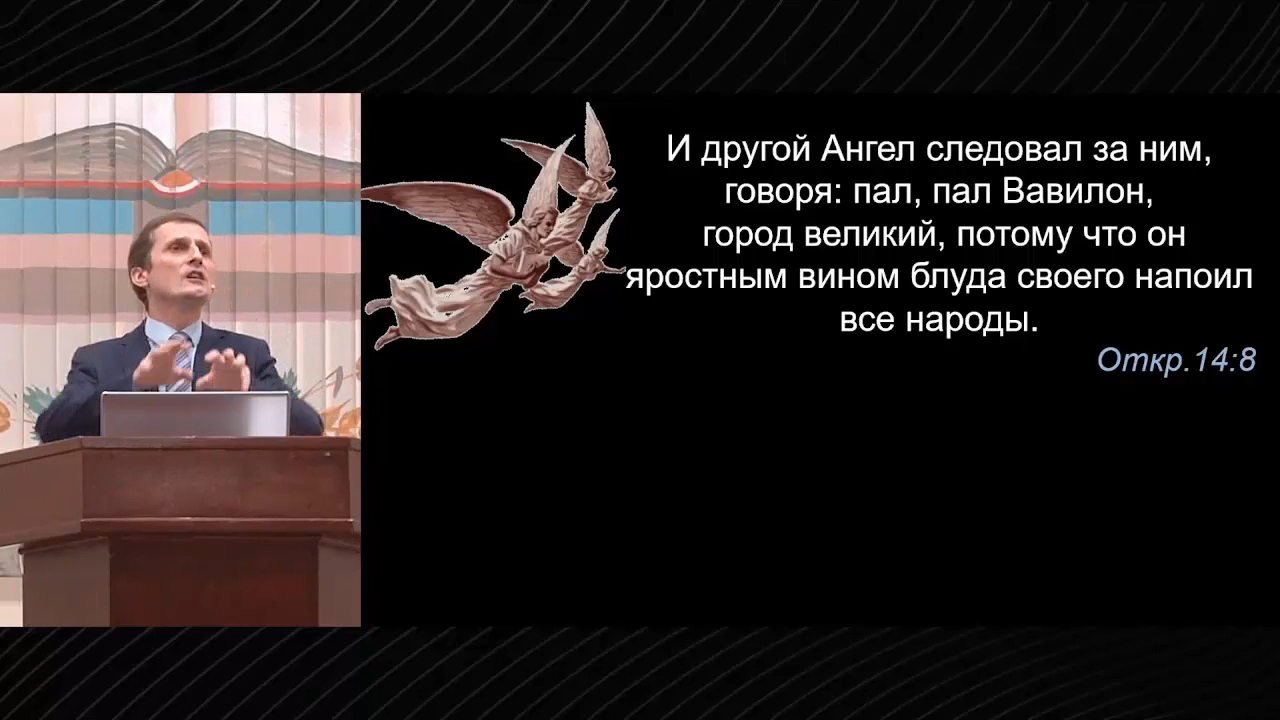 И другой Ангел следовал за ним,
говоря: пал, пал Вавилон,
город великий, потому что он
яростным вином блуда своего напоил
все народы.
Откр.14:8